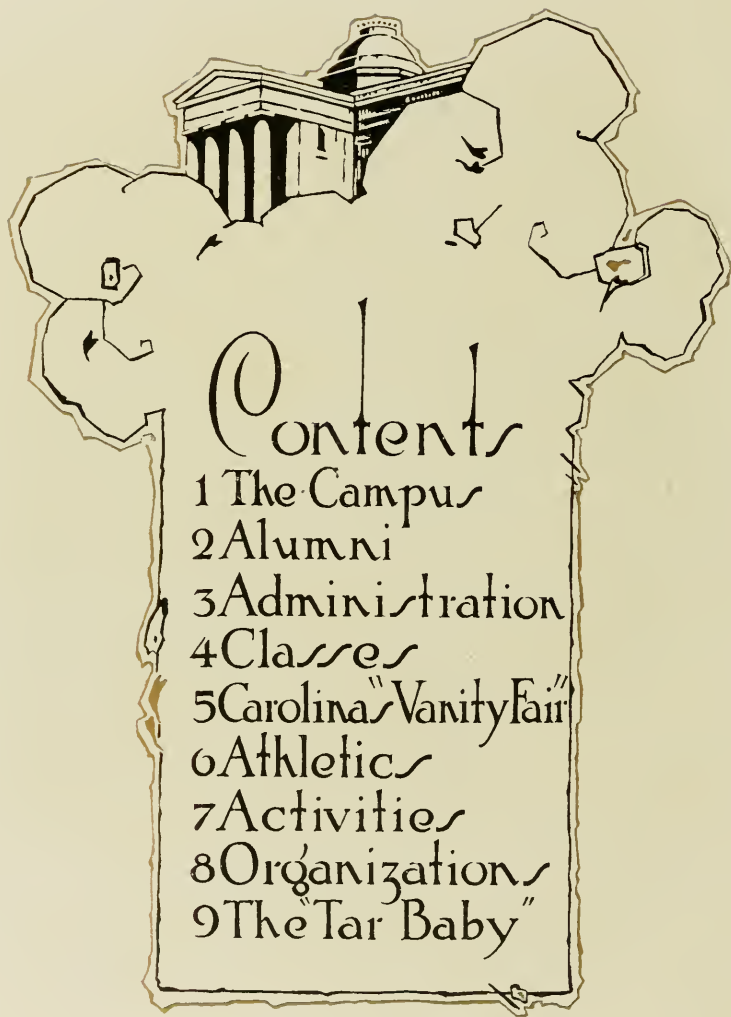 Contents
1 The Campus
2 Alumni
3 Administration
4 Classes
5 Carolina's "Vanity Fair"
6 Athletics
7 Activities
8 Organizations
9 The "Tar Baby"